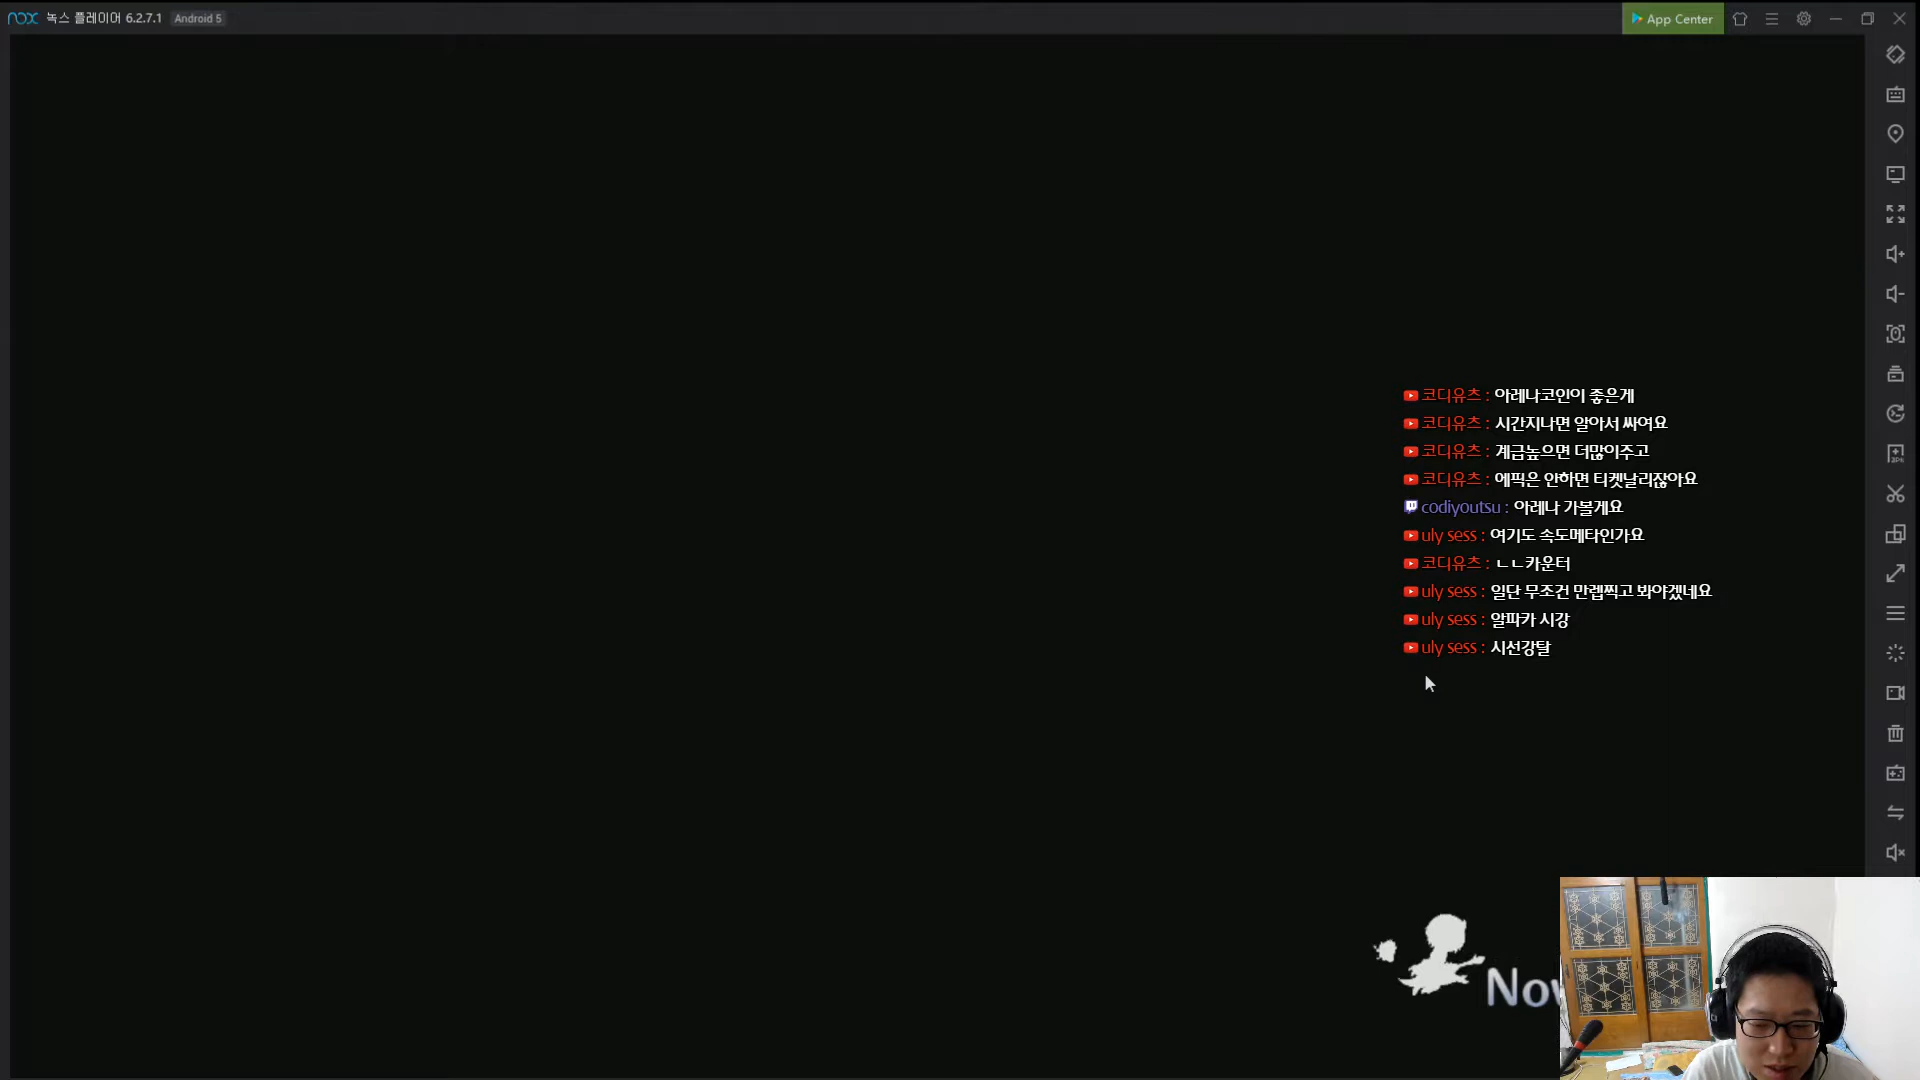 nox 녹스 플레이어 6.2.7.1 Android 5
App Center
코디유츠 : 아레나코인이 좋은게
코디유츠 : 시간지나면 알아서 싸여요
코디유츠 : 계급높으면 더많이주고
코디유츠 : 에픽은 안하면 티켓날리잖아요
codiyoutsu : 아레나 가볼게요
uly sess : 여기도 속도메타인가요
코디유츠 : ㄴㄴ카운터
uly sess : 일단 무조건 만렙찍고 봐야겠네요
uly sess : 알파카 시강
uly sess : 시선강탈